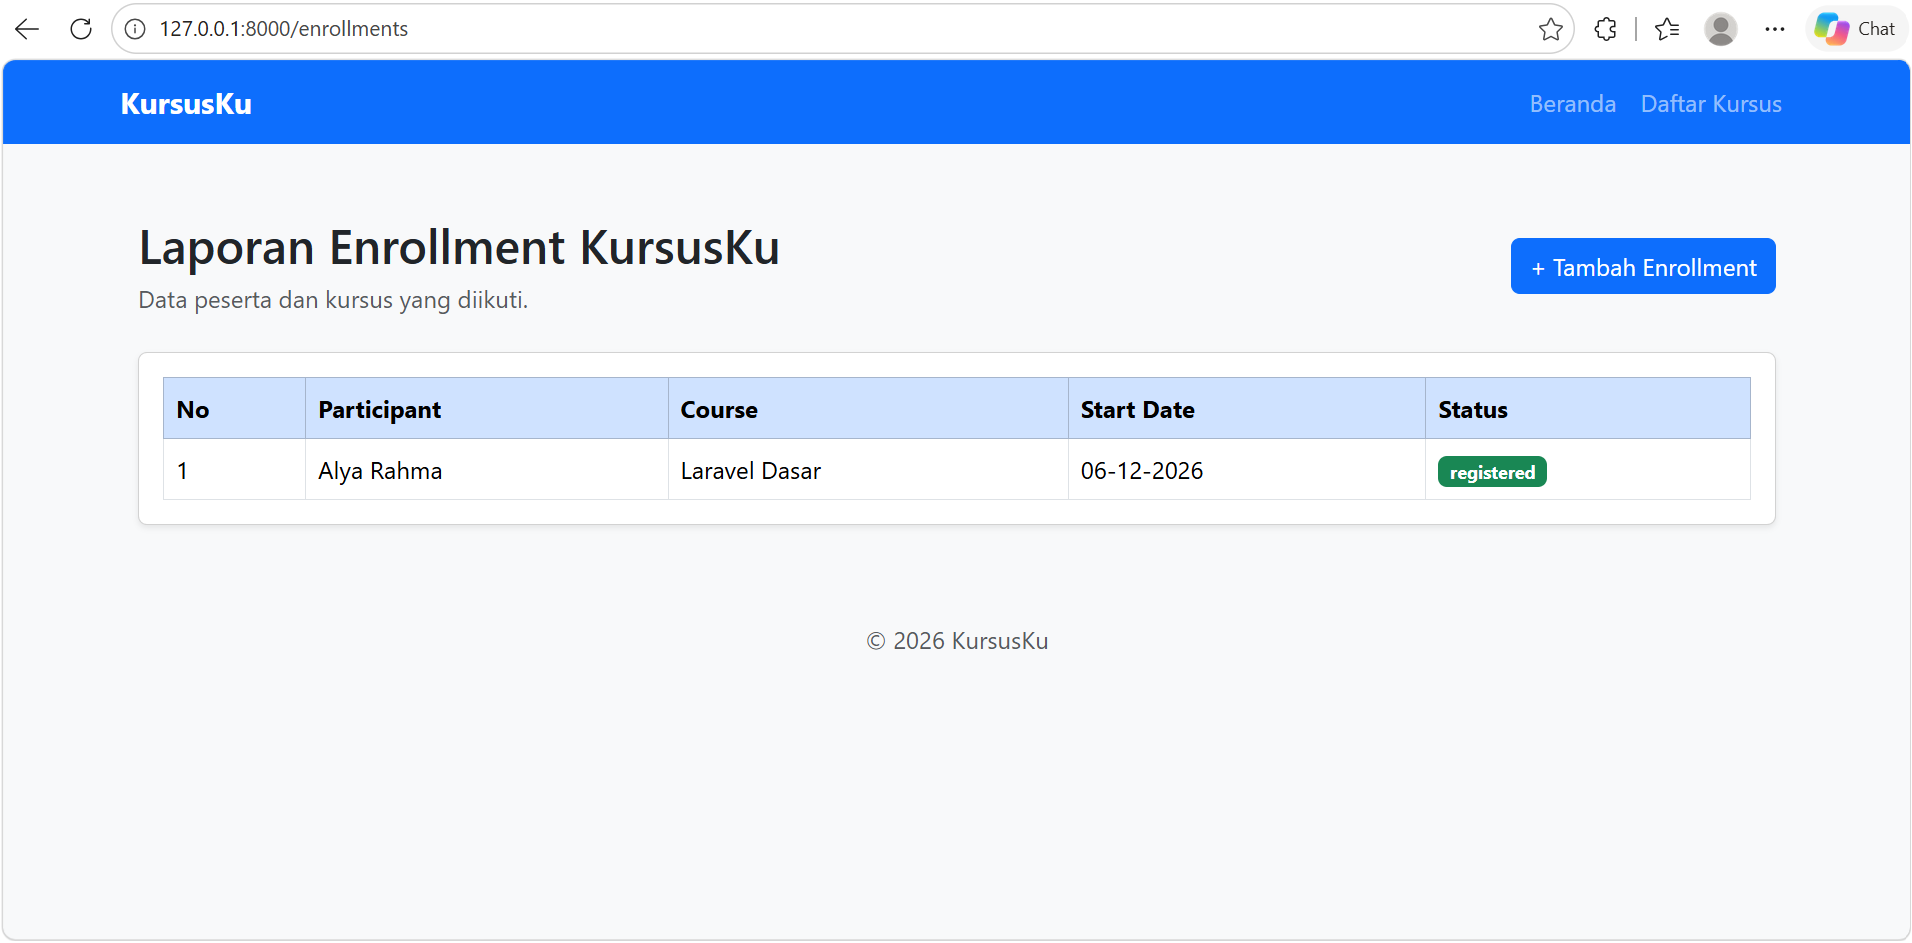 127.0.0.1:8000/enrollments
Chat
KursusKu
Beranda Daftar Kursus
Laporan Enrollment KursusKu
Data peserta dan kursus yang diikuti.
+ Tambah Enrollment
No Participant Course Start Date Status
1 Alya Rahma Laravel Dasar 06-12-2026 registered
© 2026 KursusKu